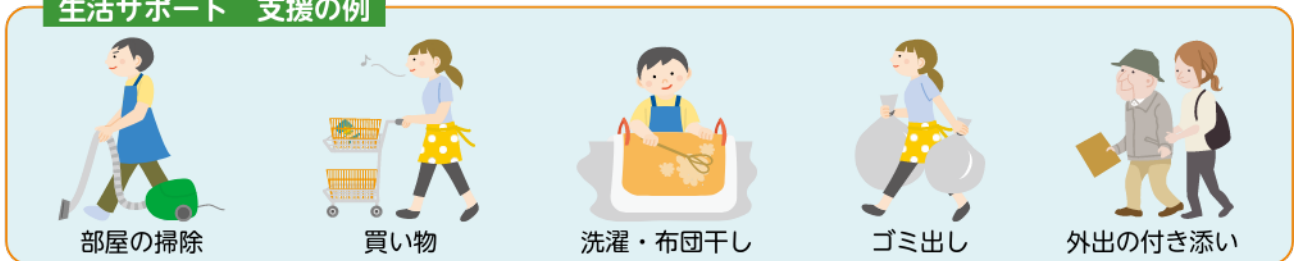 生活サポート　支援の例
部屋の掃除
買い物
洗濯・布団干し
ゴミ出し
外出の付き添い